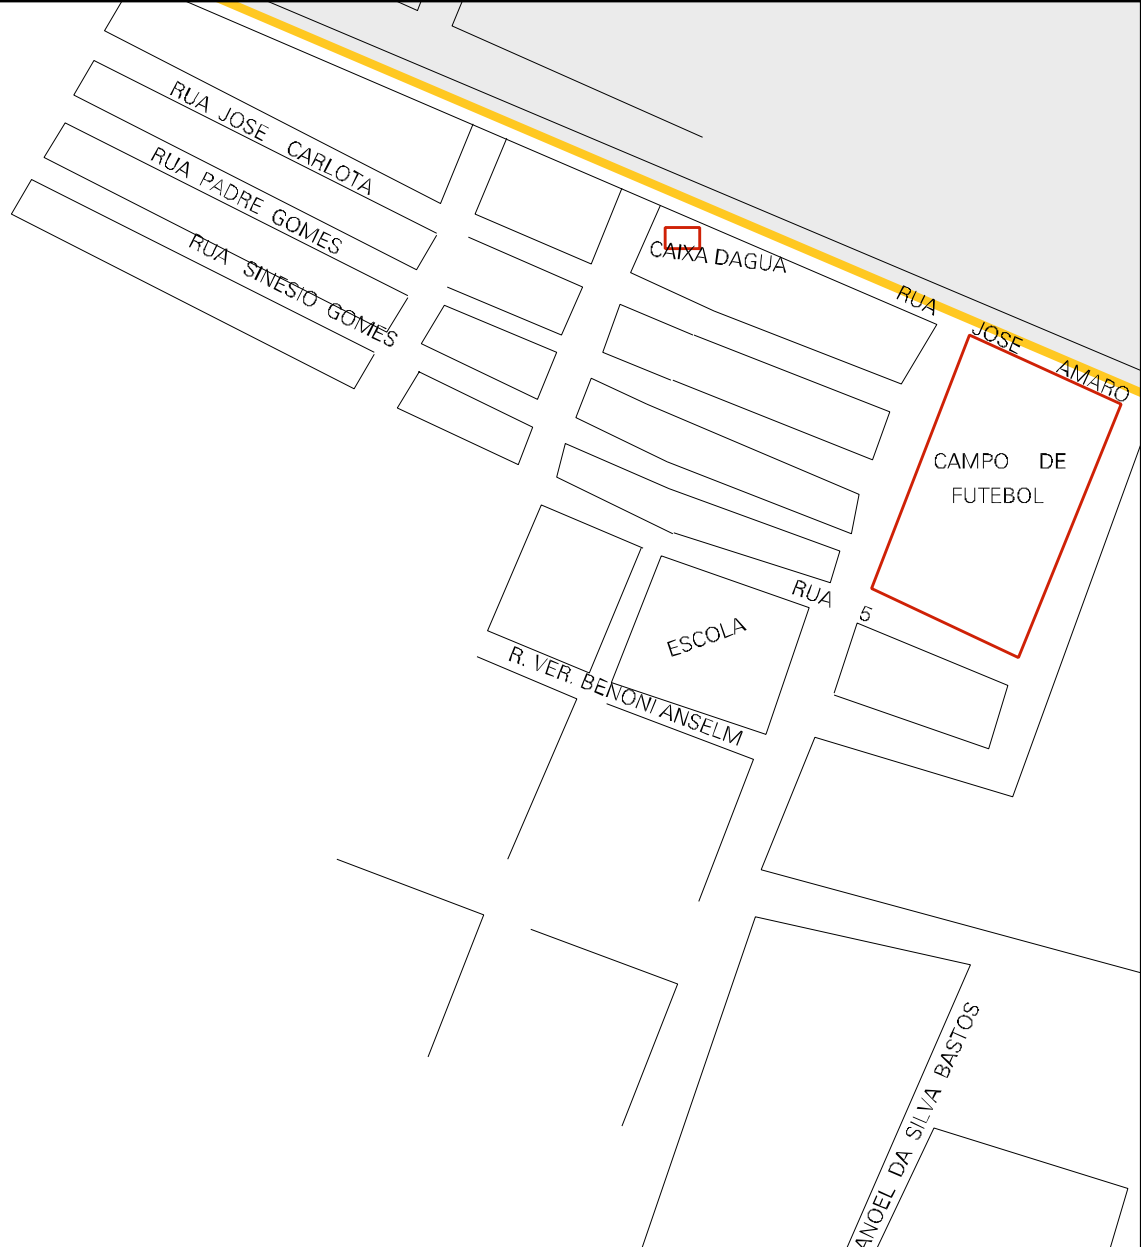 RUA JOSE CARLOTA
RUA PADRE GOMES
RUA SINESIO GOMES
CAIXA DAGUA
RUA JOSE AMARO
CAMPO DE
FUTEBOL
RUA 5
ESCOLA
R. VER. BENONI ANSELM
ANOEL DA SILVA BASTOS